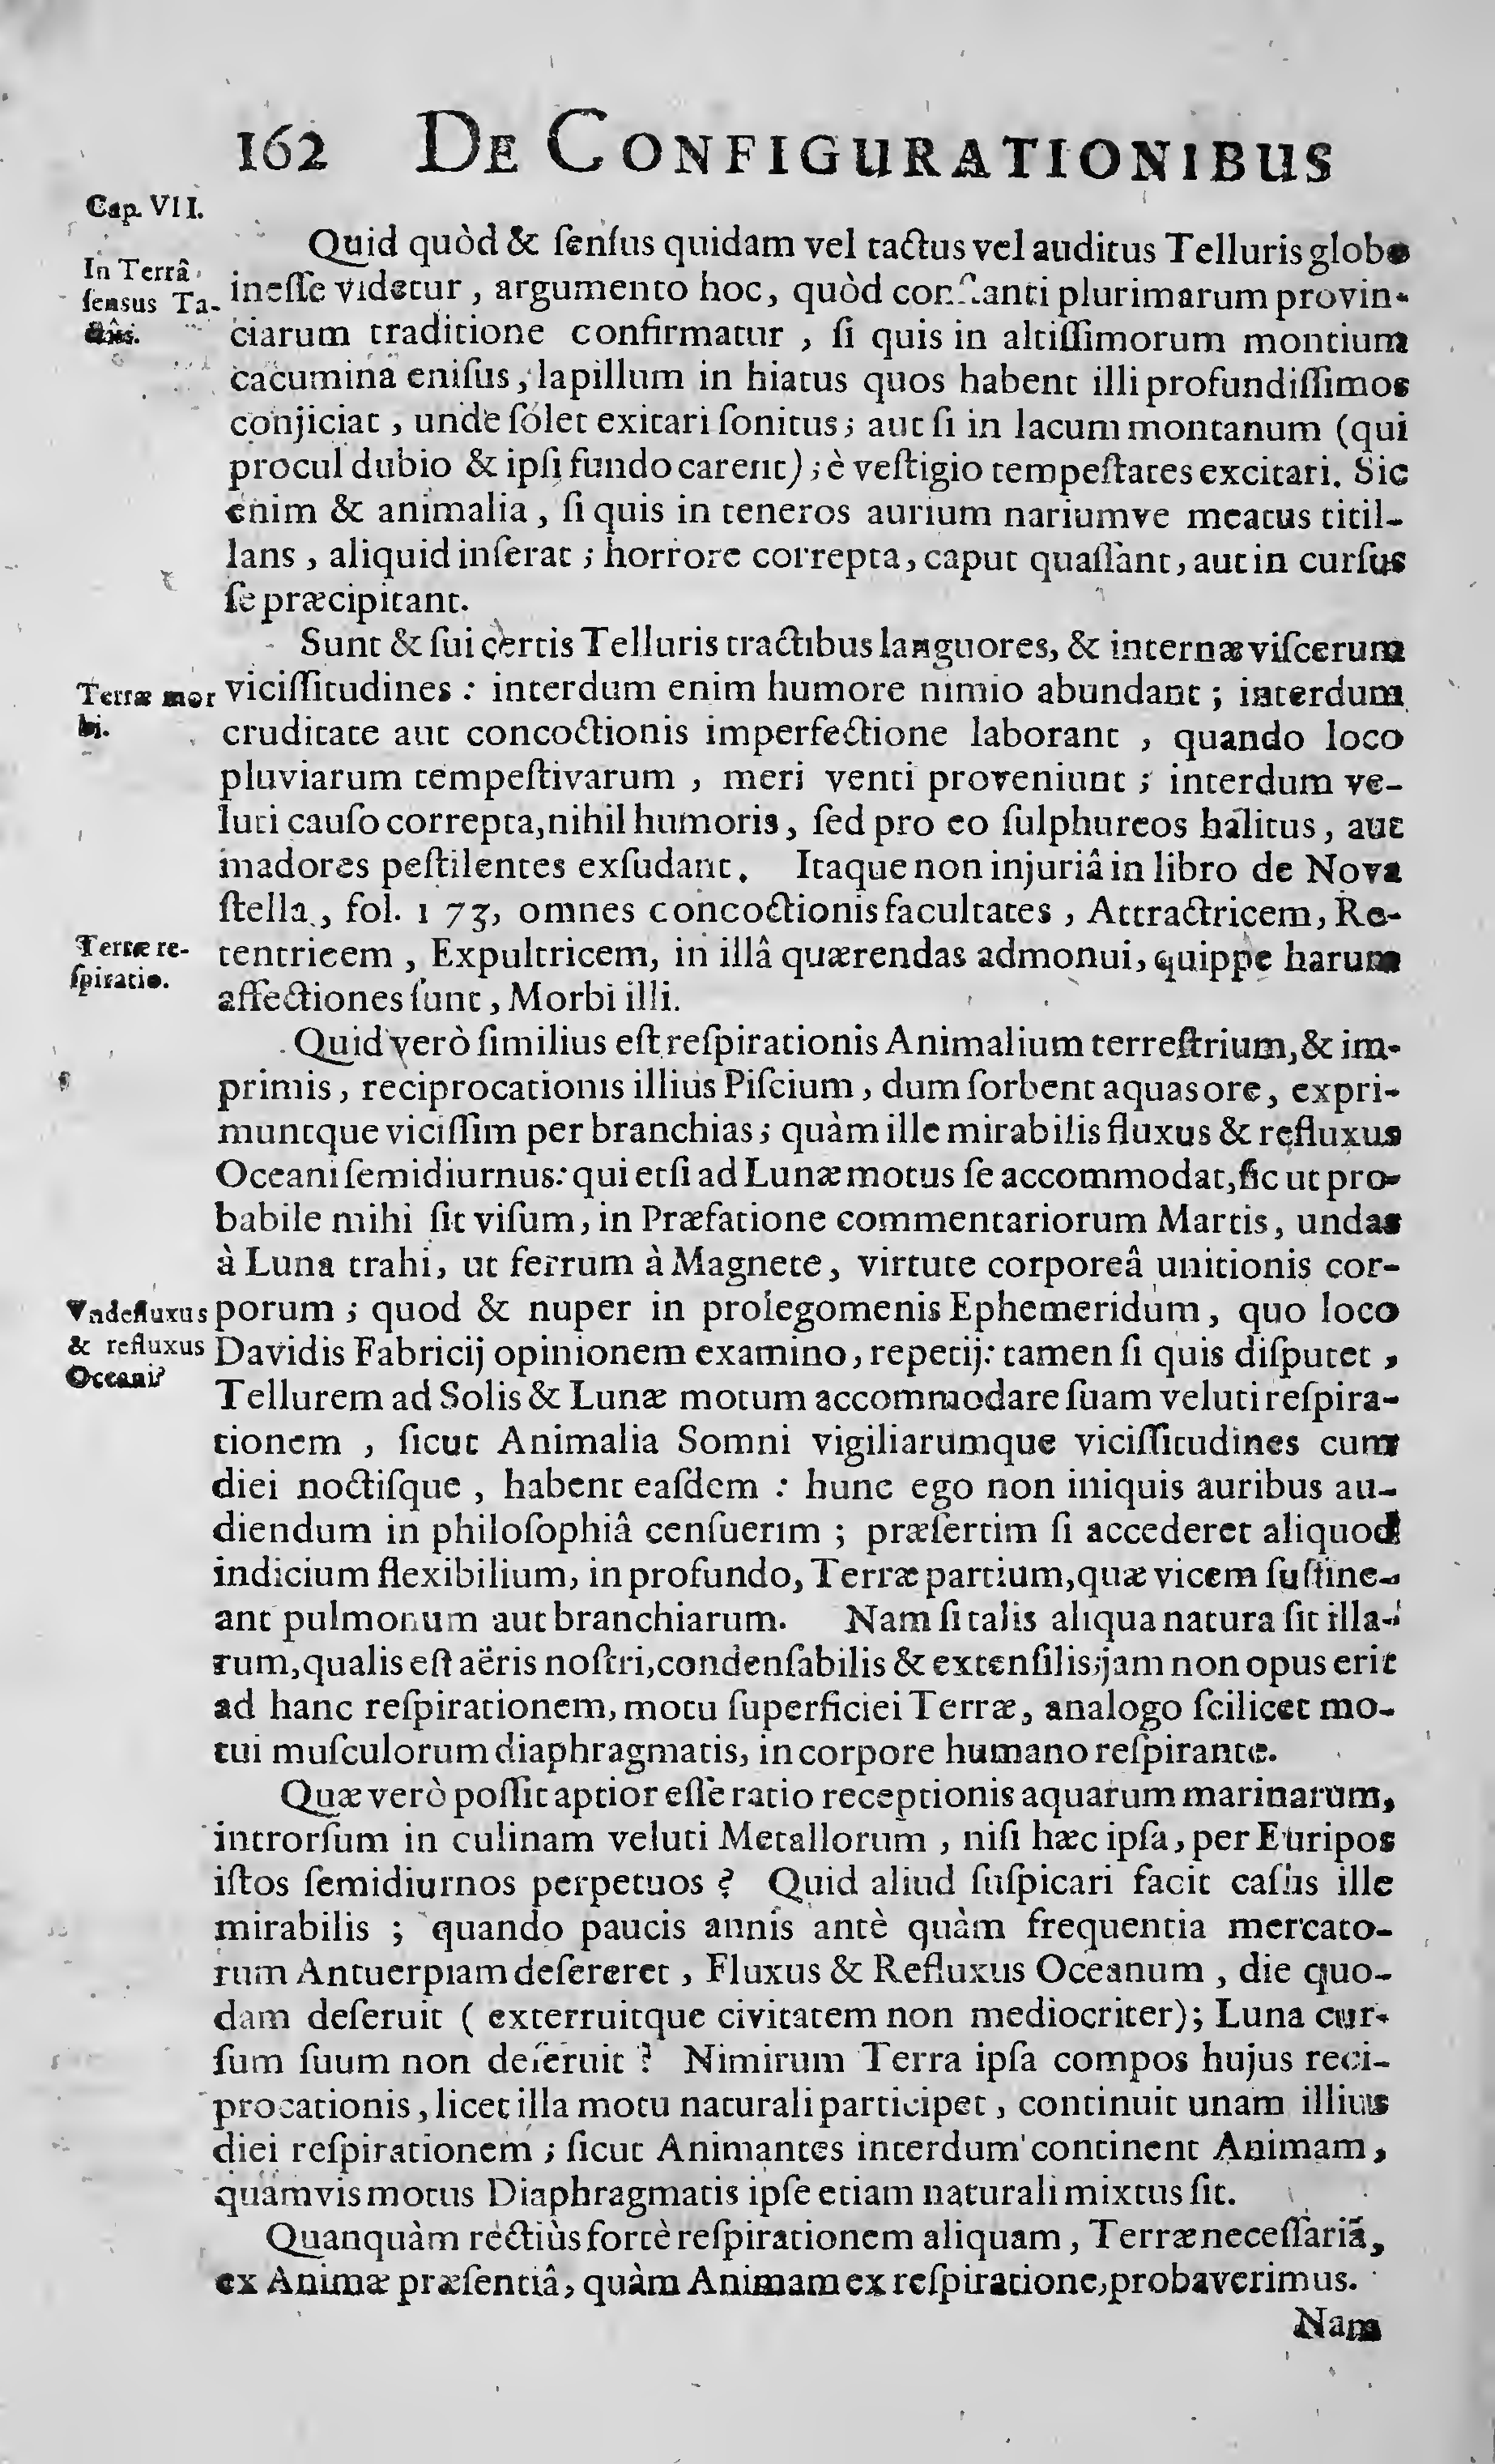 162 DE CONFIGURATIONIBUS
Cap. VII.
Quid quòd & ſenſus quidam vel tactus vel auditus Telluris globo
In Terrâ
ſensus Ta-
ctûs.
ineſſe videtur, argumento hoc, quòd conſtanti plurimarum provin-
ciarum traditione confirmatur, ſi quis in altiſſimorum montium
cacumina eniſus, lapillum in hiatus quos habent illi profundiſſimos
conjiciat, unde ſolet exitari ſonitus; aut ſi in lacum montanum (qui
procul dubio & ipſi fundo carent); è veſtigio tempeſtates excitari. Sic
enim & animalia, ſi quis in teneros aurium nariumve meatus titil-
lans, aliquid inſerat; horrore correpta, caput quaſſant, aut in curſus
ſe præcipitant.
Sunt & ſui certis Telluris tractibus languores, & internæ viſcerum
Terræ mor
bi.
viciſſitudines: interdum enim humore nimio abundant; interdum
cruditate aut concoctionis imperfectione laborant, quando loco
pluviarum tempeſtivarum, meri venti proveniunt; interdum ve-
luti cauſo correpta, nihil humoris, ſed pro eo ſulphureos halitus, aut
madores peſtilentes exſudant. Itaque non injuriâ in libro de Nova
ſtella, fol. 173, omnes concoctionis facultates, Attractricem, Re-
Terræ re-
ſpiratio.
tentricem, Expultricem, in illâ quærendas admonui, quippe harum
affectiones ſunt, Morbi illi.
Quid verò ſimilius eſt reſpirationis Animalium terreſtrium, & im-
primis, reciprocationis illius Piſcium, dum ſorbent aquas ore, expri-
muntque viciſſim per branchias; quàm ille mirabilis fluxus & refluxus
Oceani ſemidiurnus: qui etſi ad Lunæ motus ſe accommodat, ſic ut pro-
babile mihi ſit viſum, in Præfatione commentariorum Martis, undas
à Luna trahi, ut ferrum à Magnete, virtute corporeâ unitionis cor-
Vnde fluxus
& refluxus
Oceani?
porum; quod & nuper in prolegomenis Ephemeridum, quo loco
Davidis Fabricij opinionem examino, repetij: tamen ſi quis diſputet,
Tellurem ad Solis & Lunæ motum accommodare ſuam veluti reſpira-
tionem, ſicut Animalia Somni vigiliarumque viciſſitudines cum
diei noctiſque, habent eaſdem: hunc ego non iniquis auribus au-
diendum in philoſophiâ cenſuerim; præſertim ſi accederet aliquod
indicium flexibilium, in profundo, Terræ partium, quæ vicem ſuſtine-
ant pulmonum aut branchiarum. Nam ſi talis aliqua natura ſit illa-
rum, qualis eſt aëris noſtri, condenſabilis & extenſilis; jam non opus erit
ad hanc reſpirationem, motu ſuperficiei Terræ, analogo ſcilicet mo-
tui muſculorum diaphragmatis, in corpore humano reſpirante.
Quæ verò poſſit aptior eſſe ratio receptionis aquarum marinarum,
introrſum in culinam veluti Metallorum, niſi hæc ipſa, per Euripos
iſtos ſemidiurnos perpetuos? Quid aliud ſuſpicari facit caſus ille
mirabilis; quando paucis annis antè quàm frequentia mercato-
rum Antuerpiam deſereret, Fluxus & Refluxus Oceanum, die quo-
dam deſeruit (exterruitque civitatem non mediocriter); Luna cur-
ſum ſuum non deſeruit? Nimirum Terra ipſa compos hujus reci-
procationis, licet illa motu naturali participet, continuit unam illius
diei reſpirationem; ſicut Animantes interdum continent Animam,
quamvis motus Diaphragmatis ipſe etiam naturali mixtus ſit.
Quanquàm rectiùs fortè reſpirationem aliquam, Terræ neceſſariã,
ex Animæ præſentiâ, quàm Animam ex reſpiratione, probaverimus.
Nam